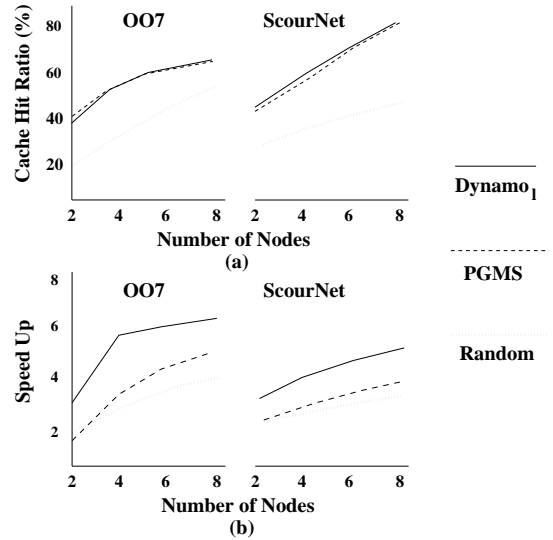 OO7 ScourNet
Cache Hit Ratio (%)
80
60
40
20
2 4 6 8 2 4 6 8
Number of Nodes
(a)
OO7 ScourNet
Speed Up
8
6
4
2
2 4 6 8 2 4 6 8
Number of Nodes
(b)
Dynamo1
PGMS
Random